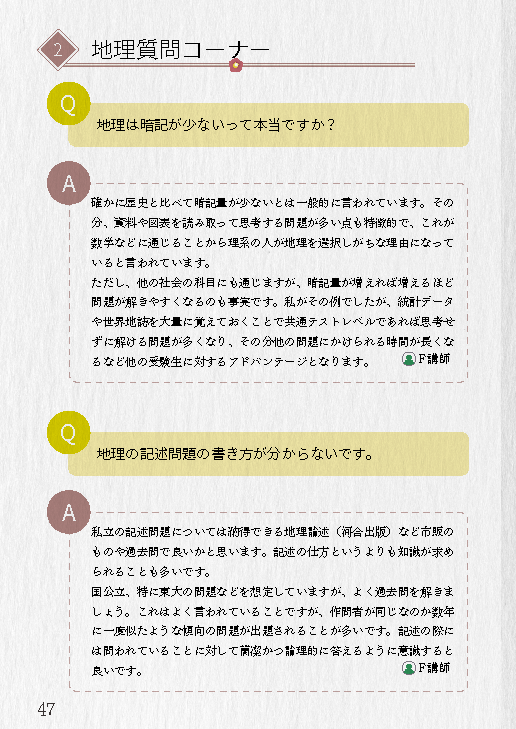 2 地理質問コーナー
Q
地理は暗記が少ないって本当ですか？
A
確かに歴史と比べて暗記量が少ないとは一般的に言われています。その
分、資料や図表を読み取って思考する問題が多い点も特徴的で、これが
数学などに通じることから理系の人が地理を選択しがちな理由になって
いると言われています。
ただし、他の社会の科目にも通じますが、暗記量が増えれば増えるほど
問題が解きやすくなるのも事実です。私がその例でしたが、統計データ
や世界地誌を大量に覚えておくことで共通テストレベルであれば思考せ
ずに解ける問題が多くなり、その分他の問題にかけられる時間が長くな
るなど他の受験生に対するアドバンテージとなります。
F講師
Q
地理の記述問題の書き方が分からないです。
A
私立の記述問題については納得できる地理論述（河合出版）など市販の
ものや過去問で良いかと思います。記述の仕方というよりも知識が求め
られることも多いです。
国公立、特に東大の問題などを想定していますが、よく過去問を解きま
しょう。これはよく言われていることですが、作問者が同じなのか数年
に一度似たような傾向の問題が出題されることが多いです。記述の際に
は問われていることに対して簡潔かつ論理的に答えるように意識すると
良いです。
F講師
47